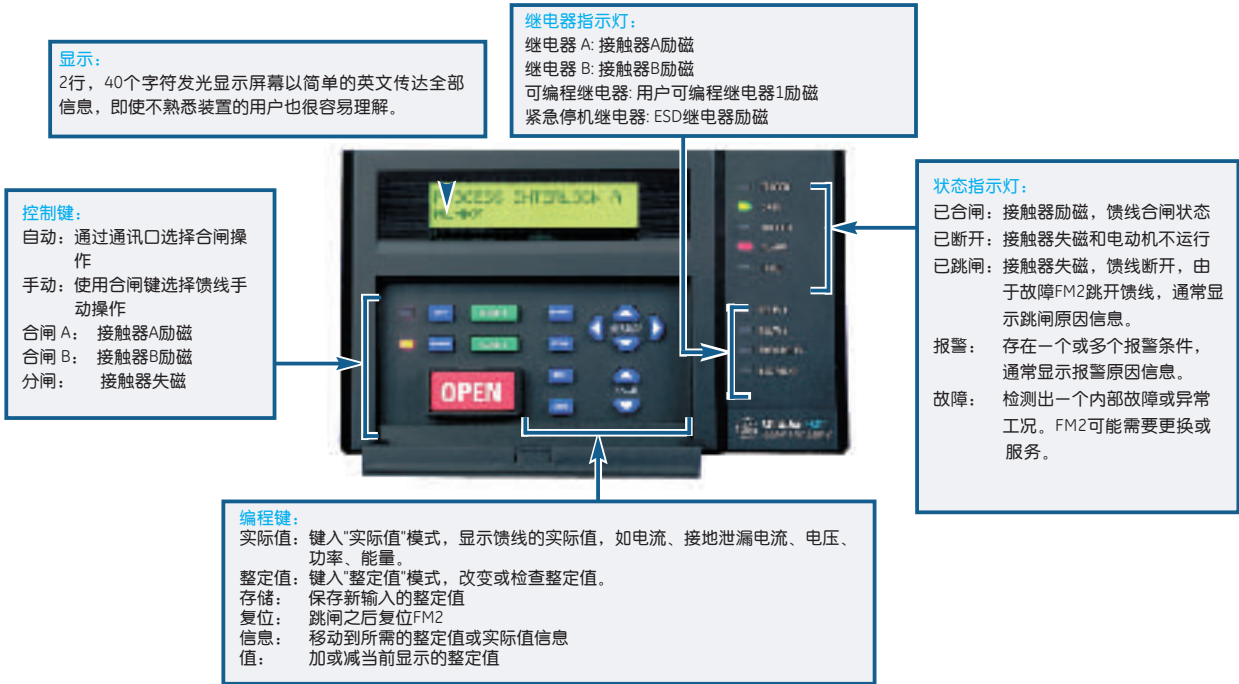 显示：
2行，40个字符发光显示屏幕以简单的英文传达全部
信息，即使不熟悉装置的用户也很容易理解。
继电器指示灯：
继电器 A: 接触器A励磁
继电器 B: 接触器B励磁
可编程继电器: 用户可编程继电器1励磁
紧急停机继电器: ESD继电器励磁
控制键：
自动：通过通讯口选择合闸操
作
手动：使用合闸键选择馈线手
动操作
合闸 A： 接触器A励磁
合闸 B： 接触器B励磁
分闸： 接触器失磁
PROCESS INTERLOCK A
OPEN
状态指示灯：
已合闸：接触器励磁，馈线合闸状态
已断开：接触器失磁和电动机不运行
已跳闸：接触器失磁，馈线断开，由
于故障FM2跳开馈线，通常显
示跳闸原因信息。
报警： 存在一个或多个报警条件，
通常显示报警原因信息。
故障： 检测出一个内部故障或异常
工况。FM2可能需要更换或
服务。
编程键：
实际值：键入"实际值"模式，显示馈线的实际值，如电流、接地泄漏电流、电压、
功率、能量。
整定值：键入"整定值"模式，改变或检查整定值。
存储： 保存新输入的整定值
复位： 跳闸之后复位FM2
信息： 移动到所需的整定值或实际值信息
值： 加或减当前显示的整定值